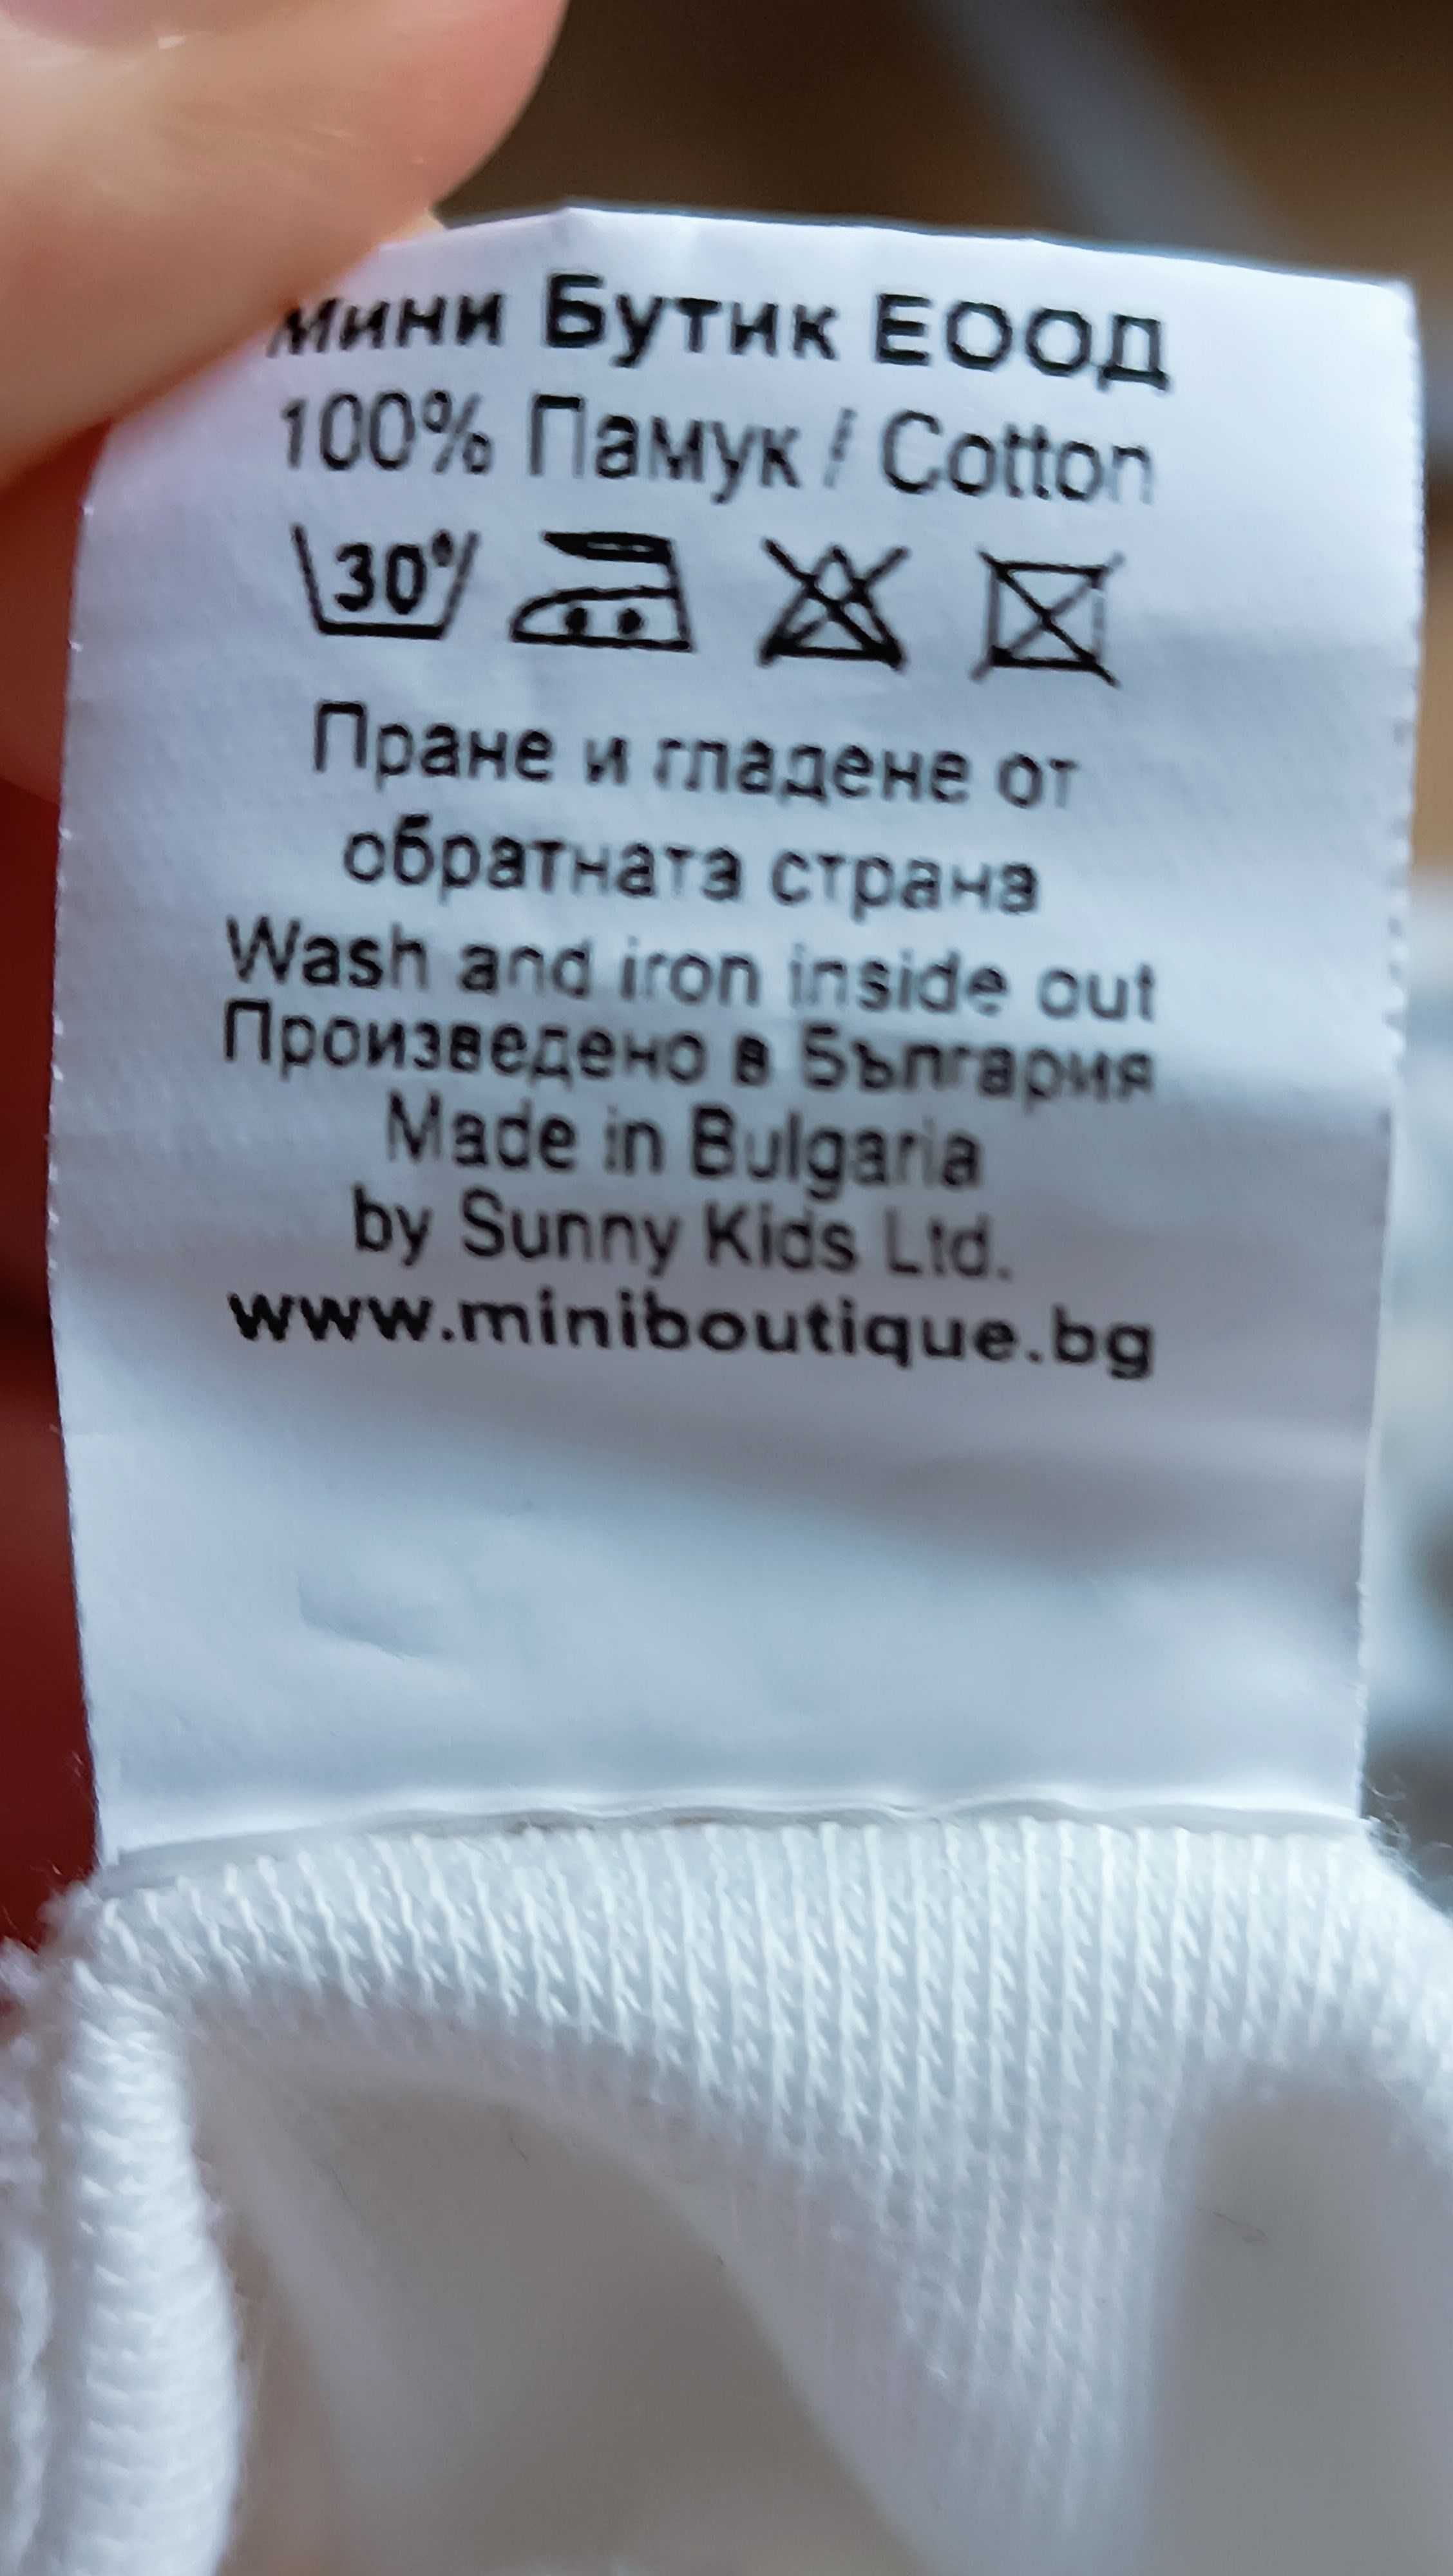 Мини Бутик ЕООД
100% Памук / Cotton
30°
Пране и гладене от
обратната страна
Wash and iron inside out
Произведено в България
Made in Bulgaria
by Sunny Kids Ltd.
www.miniboutique.bg